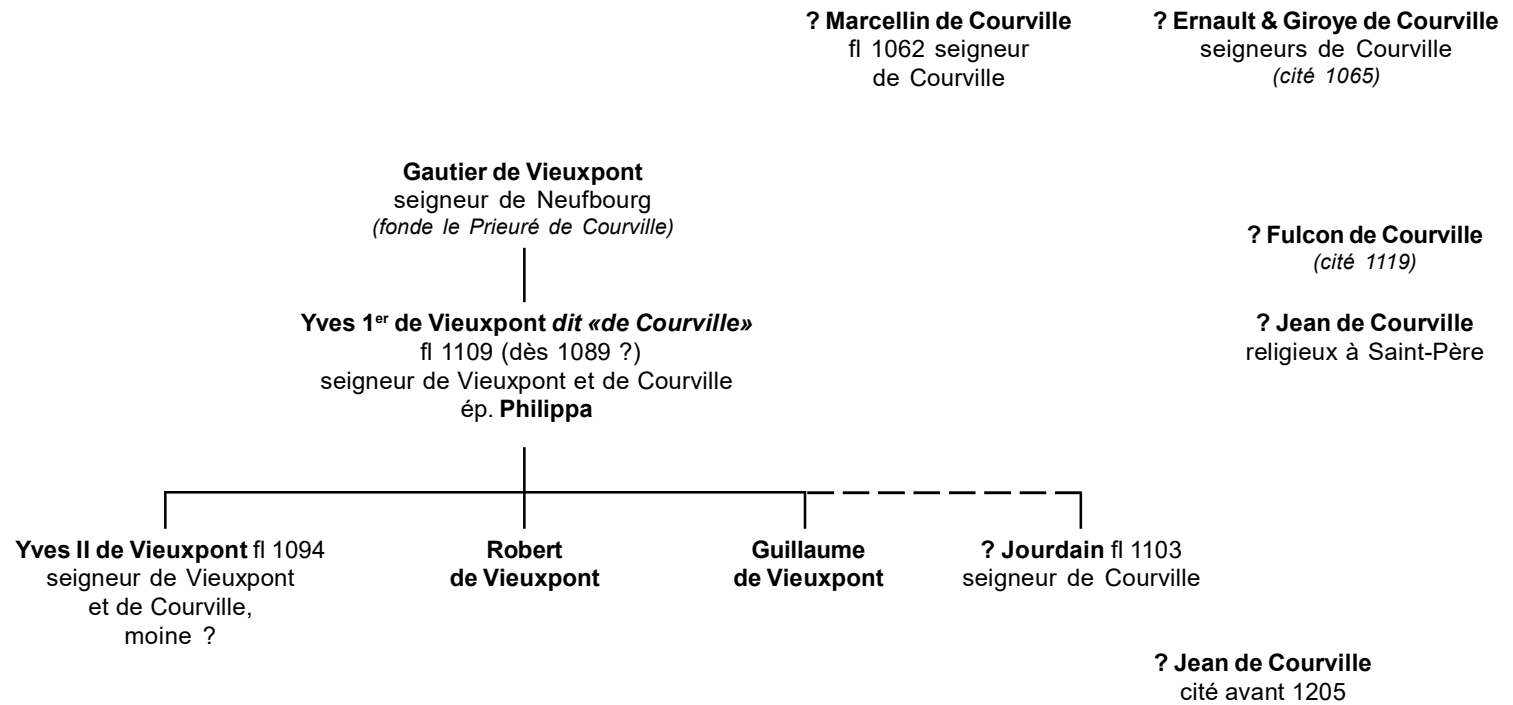 ? Marcellin de Courville
fl 1062 seigneur
de Courville
? Ernault & Giroye de Courville
seigneurs de Courville
(cité 1065)
Gautier de Vieuxpont
seigneur de Neufbourg
(fonde le Prieuré de Courville)
? Fulcon de Courville
(cité 1119)
Yves 1er de Vieuxpont dit «de Courville»
fl 1109 (dès 1089 ?)
seigneur de Vieuxpont et de Courville
ép. Philippa
? Jean de Courville
religieux à Saint-Père
Yves II de Vieuxpont fl 1094
seigneur de Vieuxpont
et de Courville,
moine ?
Robert
de Vieuxpont
Guillaume
de Vieuxpont
? Jourdain fl 1103
seigneur de Courville
? Jean de Courville
cité avant 1205